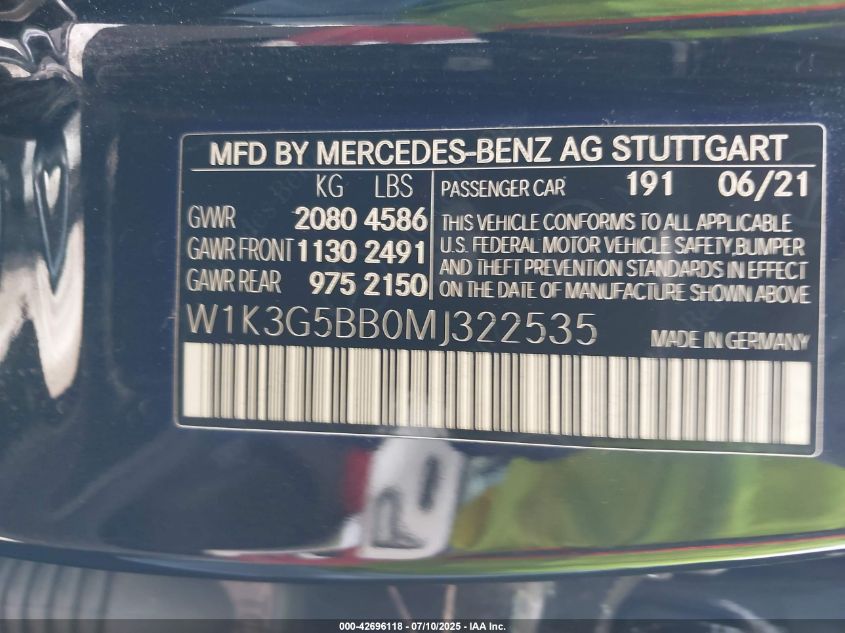 MFD BY MERCEDES-BENZ AG STUTTGART
KG LBS
GWWR 2080 4586
GAWR FRONT 1130 2491
GAWR REAR 975 2150
PASSENGER CAR 191 06/21
THIS VEHICLE CONFORMS TO ALL APPLICABLE
U.S. FEDERAL MOTOR VEHICLE SAFETY,BUMPER
AND THEFT PREVENTION STANDARDS IN EFFECT
ON THE DATE OF MANUFACTURE SHOWN ABOVE
W1K3G5BB0MJ322535
MADE IN GERMANY
000-42696118 - 07/10/2025 - IAA Inc.